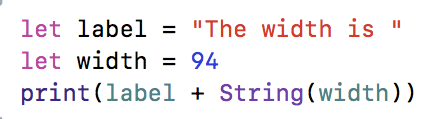 let label = "The width is "
let width = 94
print(label + String(width))